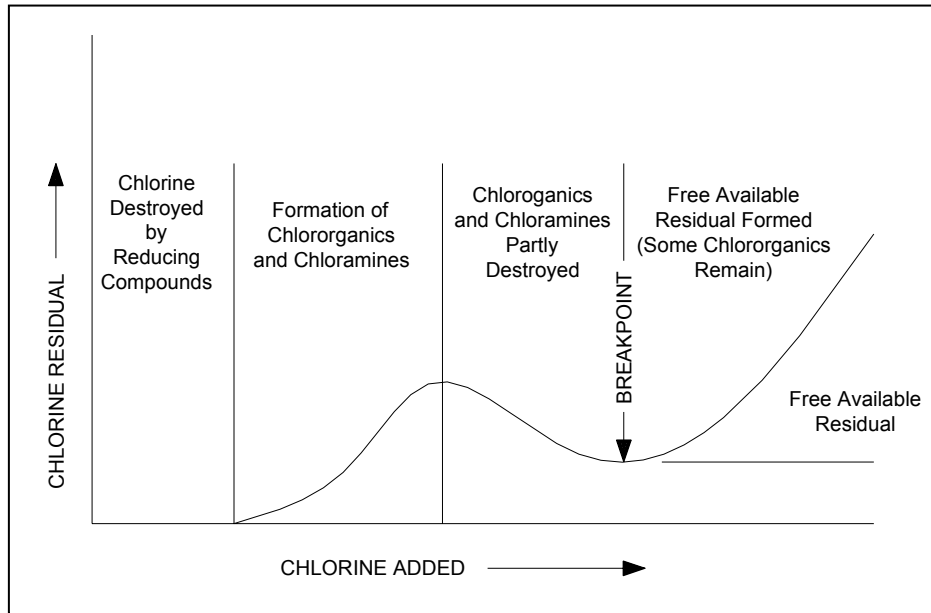 CHLORINE RESIDUAL
Chlorine
Destroyed
by
Reducing
Compounds
Formation of
Chlororganics
and Chloramines
Chloroganics
and Chloramines
Partly
Destroyed
BREAKPOINT
Free Available
Residual Formed
(Some Chlororganics
Remain)
Free Available
Residual
CHLORINE ADDED